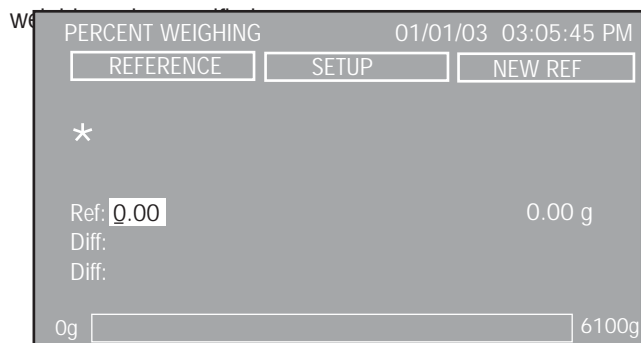 PERCENT WEIGHING 01/01/03 03:05:45 PM
REFERENCE SETUP NEW REF
*
Ref: 0.00 0.00 g
Diff:
Diff:
0g 6100g